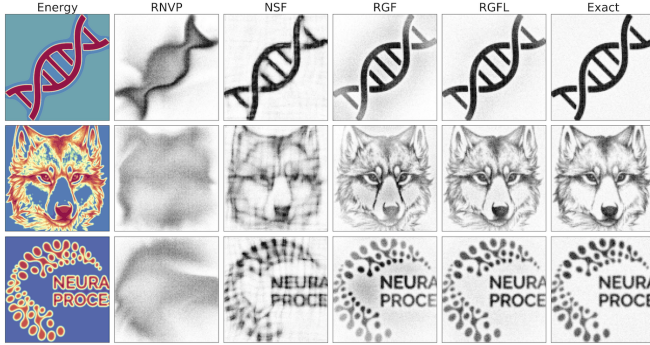 Energy RNVP NSF RGF RGFL Exact
NEURA NEURA NEURA NEURA NEURA
PROCE PROCE PROCE PROCE PROCE